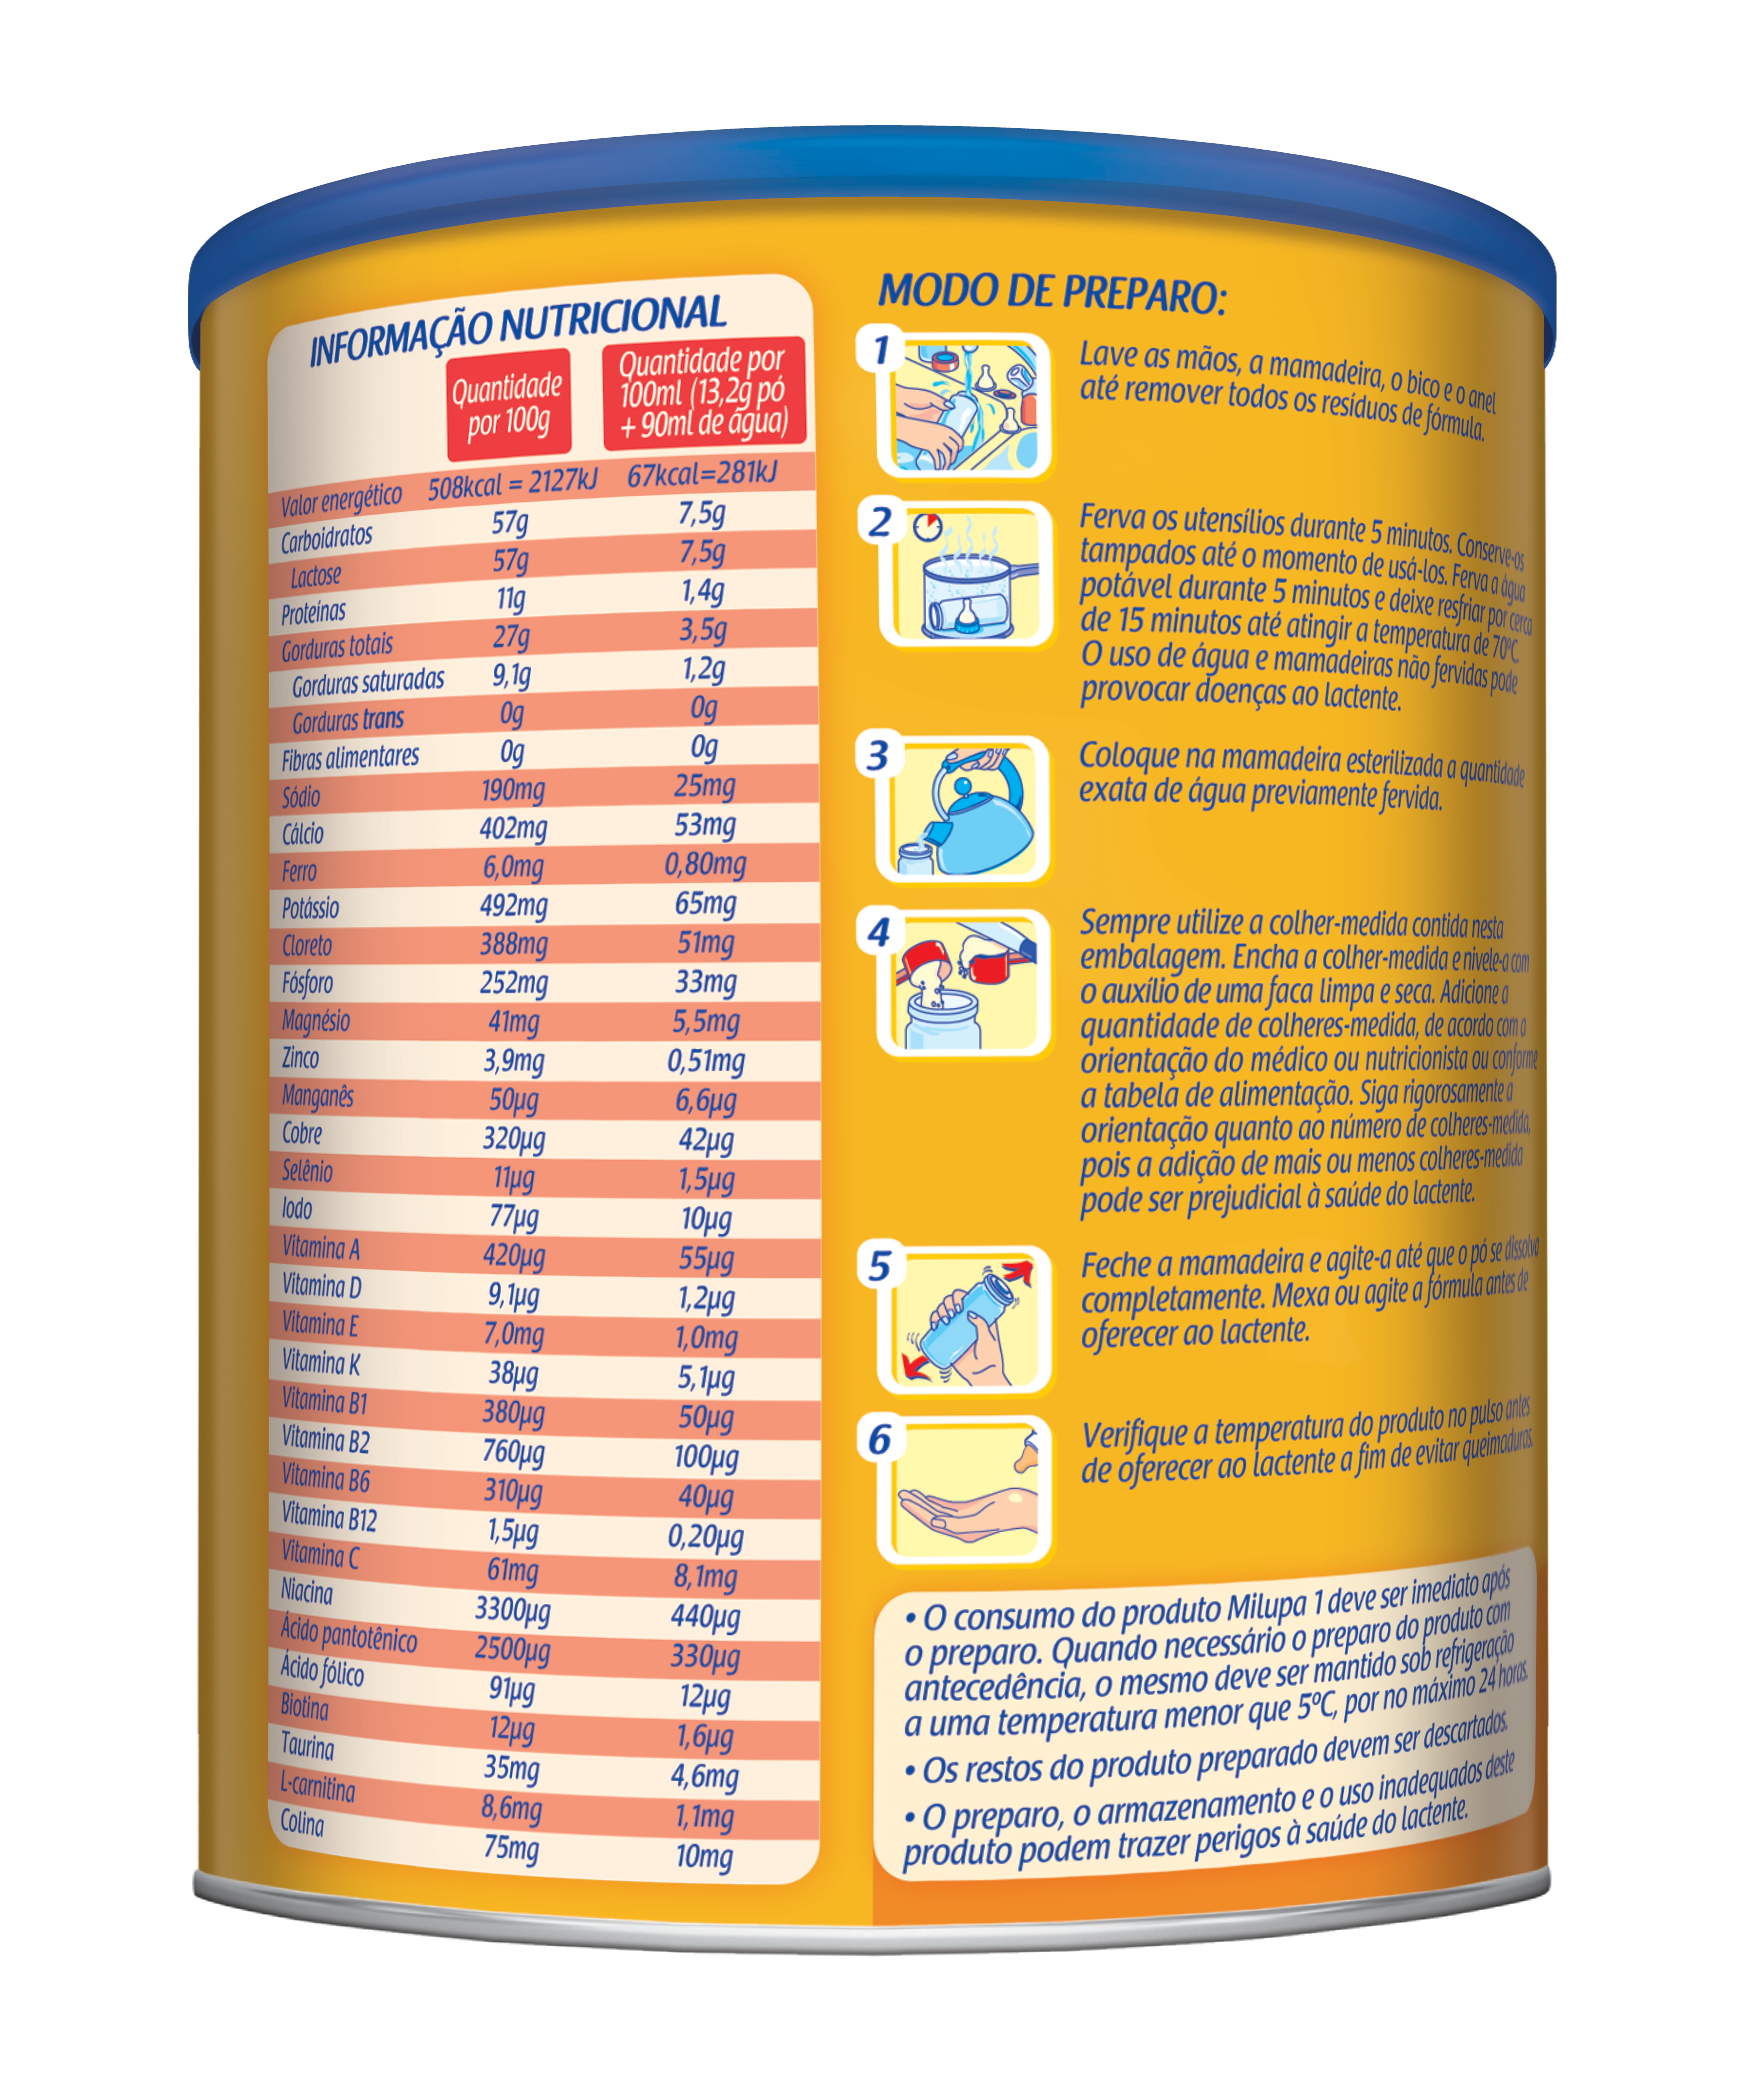 INFORMAÇÃO NUTRICIONAL
Quantidade por 100g
Quantidade por 100ml (13,2g pó + 90ml de água)
Valor energético 508kcal = 2127kJ 67kcal=281kJ
Carboidratos 57g 7,5g
Lactose 57g 7,5g
Proteínas 11g 1,4g
Gorduras totais 27g 3,5g
Gorduras saturadas 9,1g 1,2g
Gorduras trans 0g 0g
Fibras alimentares 0g 0g
Sódio 190mg 25mg
Cálcio 402mg 53mg
Ferro 6,0mg 0,80mg
Potássio 492mg 65mg
Cloreto 388mg 51mg
Fósforo 252mg 33mg
Magnésio 41mg 5,5mg
Zinco 3,9mg 0,51mg
Manganês 50µg 6,6µg
Cobre 320µg 42µg
Selênio 11µg 1,5µg
Iodo 77µg 10µg
Vitamina A 420µg 55µg
Vitamina D 9,1µg 1,2µg
Vitamina E 7,0mg 1,0mg
Vitamina K 38µg 5,1µg
Vitamina B1 380µg 50µg
Vitamina B2 760µg 100µg
Vitamina B6 310µg 40µg
Vitamina B12 1,5µg 0,20µg
Vitamina C 61mg 8,1mg
Niacina 3300µg 440µg
Ácido pantotênico 2500µg 330µg
Ácido fólico 91µg 12µg
Biotina 12µg 1,6µg
Taurina 35mg 4,6mg
L-carnitina 8,6mg 1,1mg
Colina 75mg 10mg
MODO DE PREPARO:
1
Lave as mãos, a mamadeira, o bico e o anel
até remover todos os resíduos de fórmula.
2
Ferva os utensílios durante 5 minutos. Conserve-os
tampados até o momento de usá-los. Ferva a água
potável durante 5 minutos e deixe resfriar por cerca
de 15 minutos até atingir a temperatura de 70ºC.
O uso de água e mamadeiras não fervidas pode
provocar doenças ao lactente.
3
Coloque na mamadeira esterilizada a quantidade
exata de água previamente fervida.
4
Sempre utilize a colher-medida contida nesta
embalagem. Encha a colher-medida e nivele-a com
o auxílio de uma faca limpa e seca. Adicione a
quantidade de colheres-medida, de acordo com a
orientação do médico ou nutricionista ou conforme
a tabela de alimentação. Siga rigorosamente a
orientação quanto ao número de colheres-medida,
pois a adição de mais ou menos colheres-medida
pode ser prejudicial à saúde do lactente.
5
Feche a mamadeira e agite-a até que o pó se dissolva
completamente. Mexa ou agite a fórmula antes de
oferecer ao lactente.
6
Verifique a temperatura do produto no pulso antes
de oferecer ao lactente a fim de evitar queimaduras.
• O consumo do produto Milupa 1 deve ser imediato após
o preparo. Quando necessário o preparo do produto com
antecedência, o mesmo deve ser mantido sob refrigeração
a uma temperatura menor que 5ºC, por no máximo 24 horas.
• Os restos do produto preparado devem ser descartados.
• O preparo, o armazenamento e o uso inadequados deste
produto podem trazer perigos à saúde do lactente.